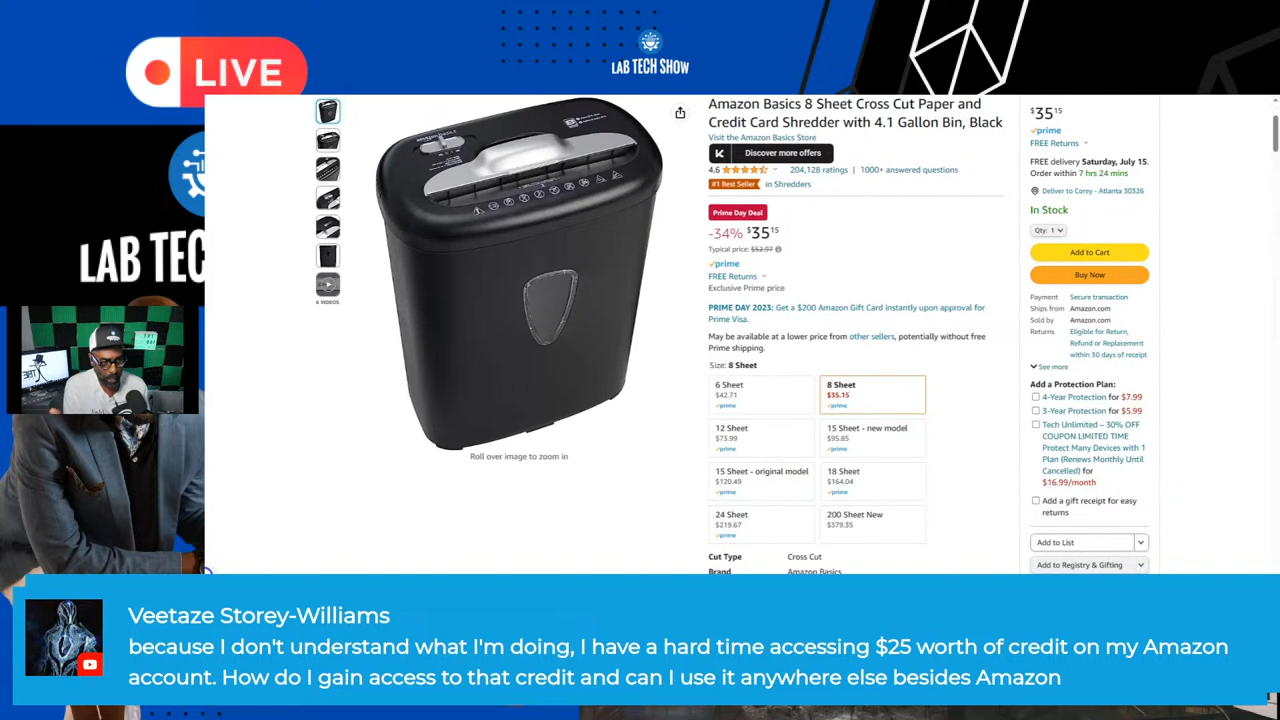 LIVE
LAB TECH SHOW
LAB TEC
Amazon Basics 8 Sheet Cross Cut Paper and
Credit Card Shredder with 4.1 Gallon Bin, Black
Visit the Amazon Basics Store
K Discover more offers
4.6 204,128 ratings | 1000+ answered questions
#1 Best Seller in Shredders
Prime Day Deal
-34% $35.15
Typical price: $52.97
prime
FREE Returns
Exclusive Prime price
PRIME DAY 2023: Get a $200 Amazon Gift Card instantly upon approval for
Prime Visa.
May be available at a lower price from other sellers, potentially without free
Prime shipping.
Size: 8 Sheet
6 Sheet
$42.71
prime
8 Sheet
$35.15
prime
12 Sheet
$73.99
prime
15 Sheet - new model
$95.85
prime
15 Sheet - original model
$120.49
prime
18 Sheet
$164.04
prime
24 Sheet
$219.67
prime
200 Sheet New
$379.35
Cut Type Cross Cut
Brand Amazon Basics
6 VIDEOS
Roll over image to zoom in
$35.15
prime
FREE Returns
FREE delivery Saturday, July 15.
Order within 7 hrs 24 mins
Deliver to Corey - Atlanta 30326
In Stock
Qty: 1
Add to Cart
Buy Now
Payment Secure transaction
Ships from Amazon.com
Sold by Amazon.com
Returns Eligible for Return,
Refund or Replacement
within 30 days of receipt
See more
Add a Protection Plan:
4-Year Protection for $7.99
3-Year Protection for $5.99
Tech Unlimited – 30% OFF
COUPON LIMITED TIME
Protect Many Devices with 1
Plan (Renews Monthly Until
Cancelled) for
$16.99/month
Add a gift receipt for easy
returns
Add to List
Add to Registry & Gifting
Veetaze Storey-Williams
because I don't understand what I'm doing, I have a hard time accessing $25 worth of credit on my Amazon
account. How do I gain access to that credit and can I use it anywhere else besides Amazon